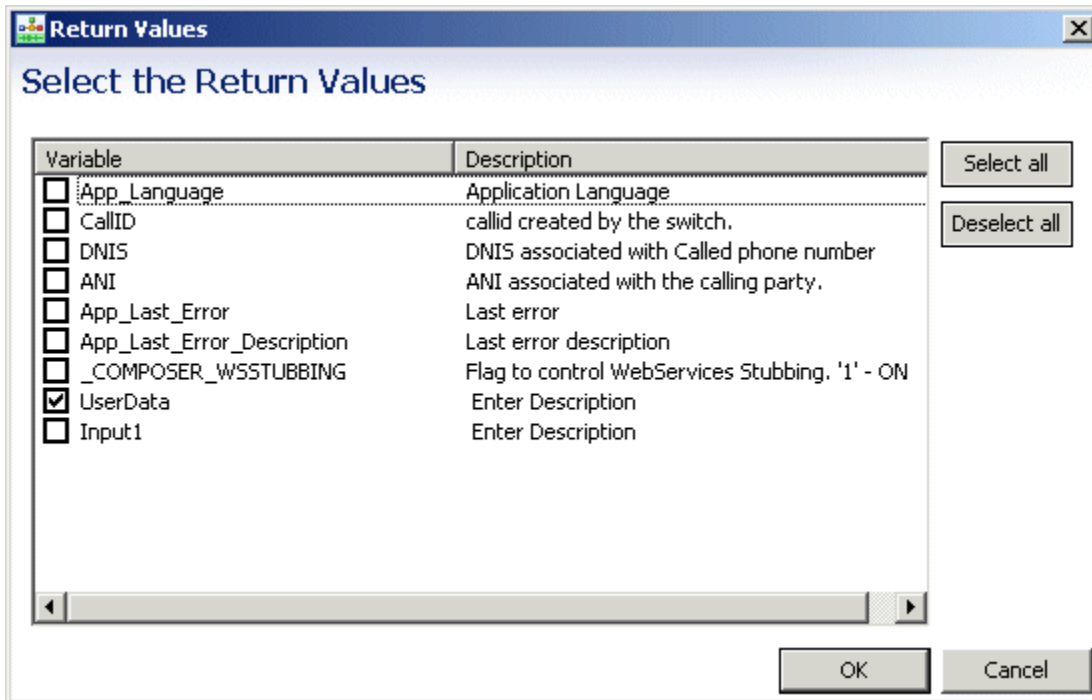 Return Values
Select the Return Values
Variable Description
App_Language Application Language
CallID callid created by the switch.
DNIS DNIS associated with Called phone number
ANI ANI associated with the calling party.
App_Last_Error Last error
App_Last_Error_Description Last error description
_COMPOSER_WSSTUBBING Flag to control WebServices Stubbing. '1' - ON
UserData Enter Description
Input1 Enter Description
Select all
Deselect all
OK Cancel